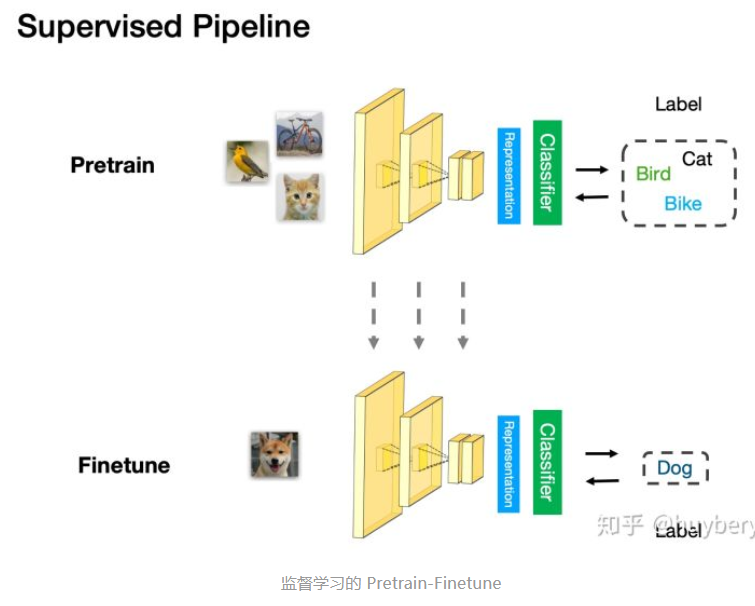 Supervised Pipeline
Label
Pretrain
Representation
Classifier
Cat
Bird
Bike
Finetune
Representation
Classifier
Dog
Label
知乎 @huybery
监督学习的 Pretrain-Finetune